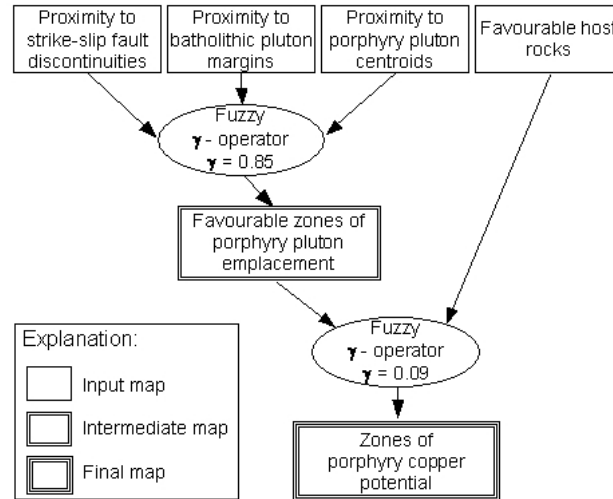 Proximity to
strike-slip fault
discontinuities
Proximity to
batholithic pluton
margins
Proximity to
porphyry pluton
centroids
Favourable host
rocks
Fuzzy
γ - operator
γ = 0.85
Favourable zones of
porphyry pluton
emplacement
Fuzzy
γ - operator
γ = 0.09
Zones of
porphyry copper
potential
Explanation:
Input map
Intermediate map
Final map